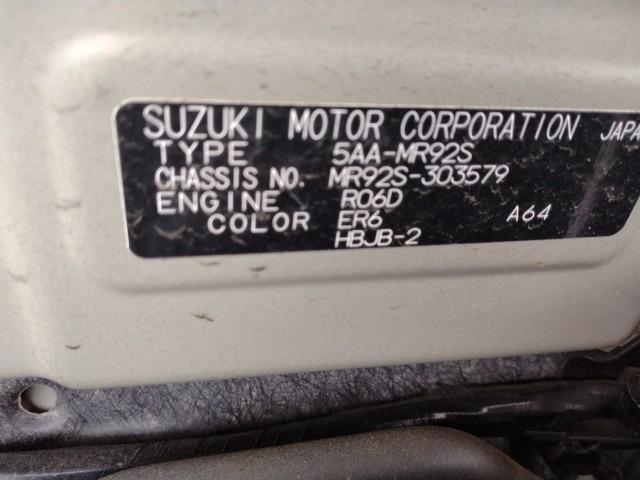 SUZUKI MOTOR CORPORATION JAPA
TYPE 5AA-MR92S
CHASSIS NO. MR92S-303579
ENGINE R06D
COLOR ER6 A64
HBJB-2